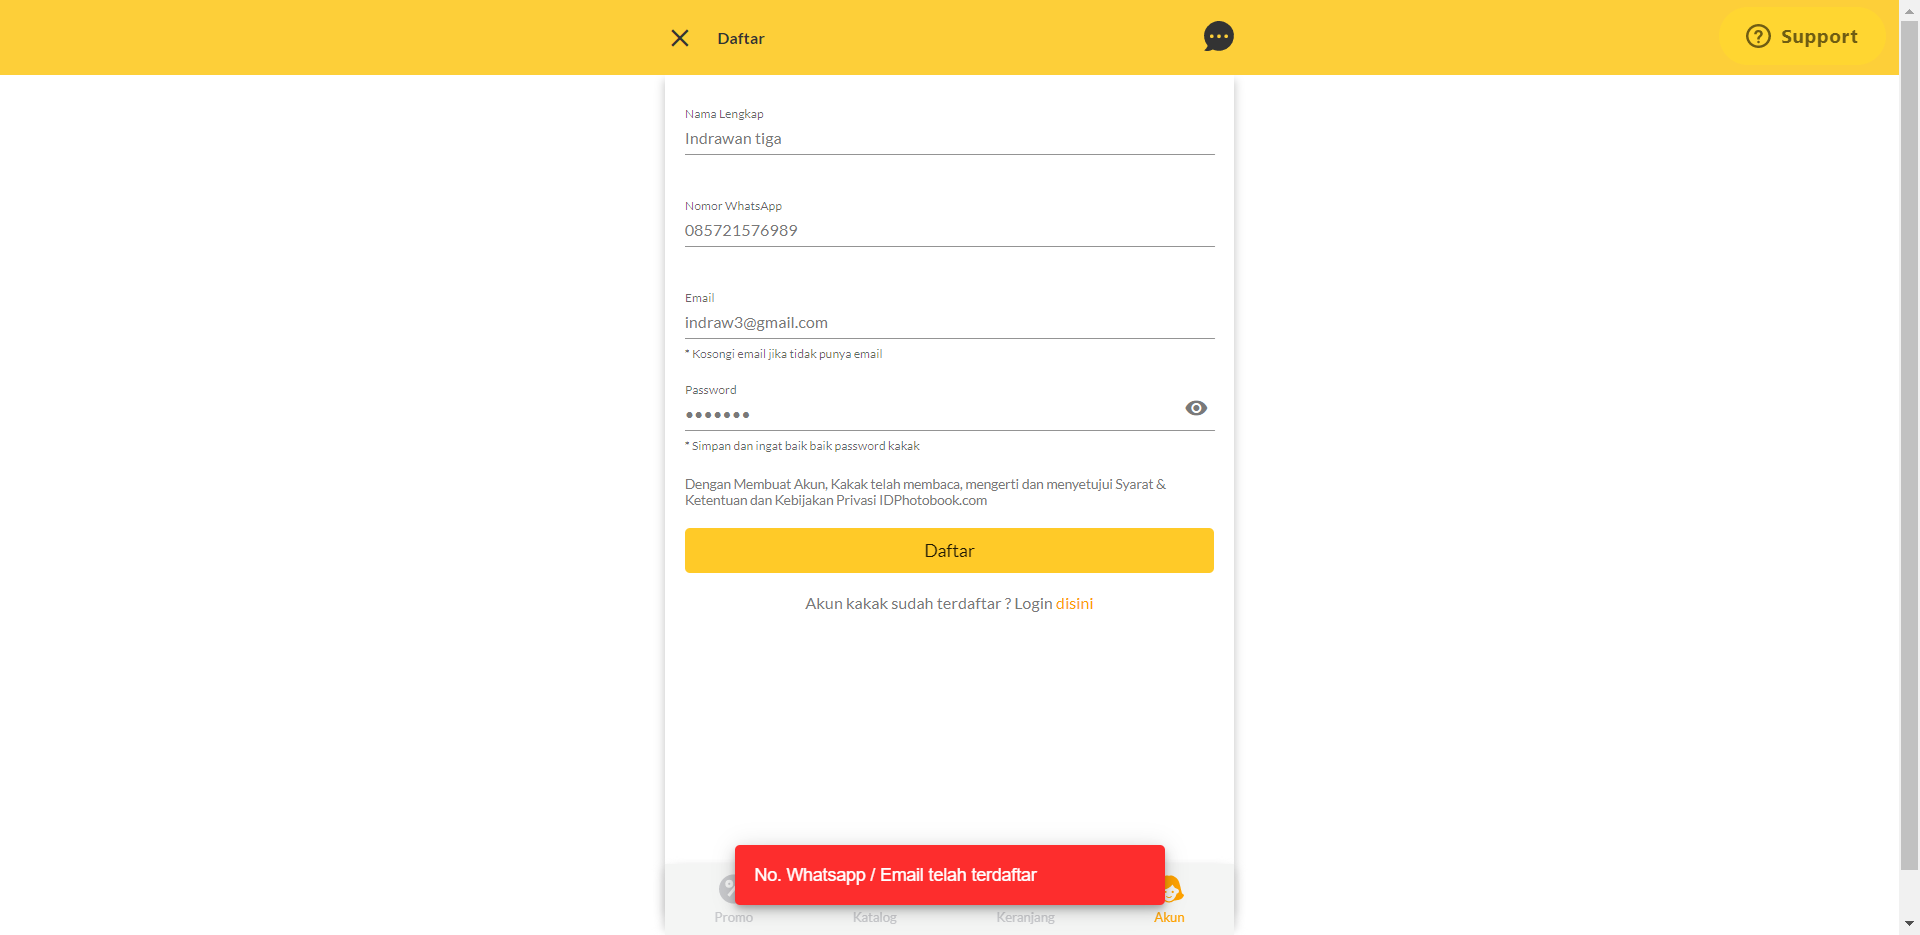 Daftar
Support
Nama Lengkap
Indrawan tiga
Nomor WhatsApp
085721576989
Email
indraw3@gmail.com
* Kosongi email jika tidak punya email
Password
•••••••
* Simpan dan ingat baik baik password kakak
Dengan Membuat Akun, Kakak telah membaca, mengerti dan menyetujui Syarat &
Ketentuan dan Kebijakan Privasi IDPhotobook.com
Daftar
Akun kakak sudah terdaftar ? Login disini
No. Whatsapp / Email telah terdaftar
Promo
Katalog
Keranjang
Akun